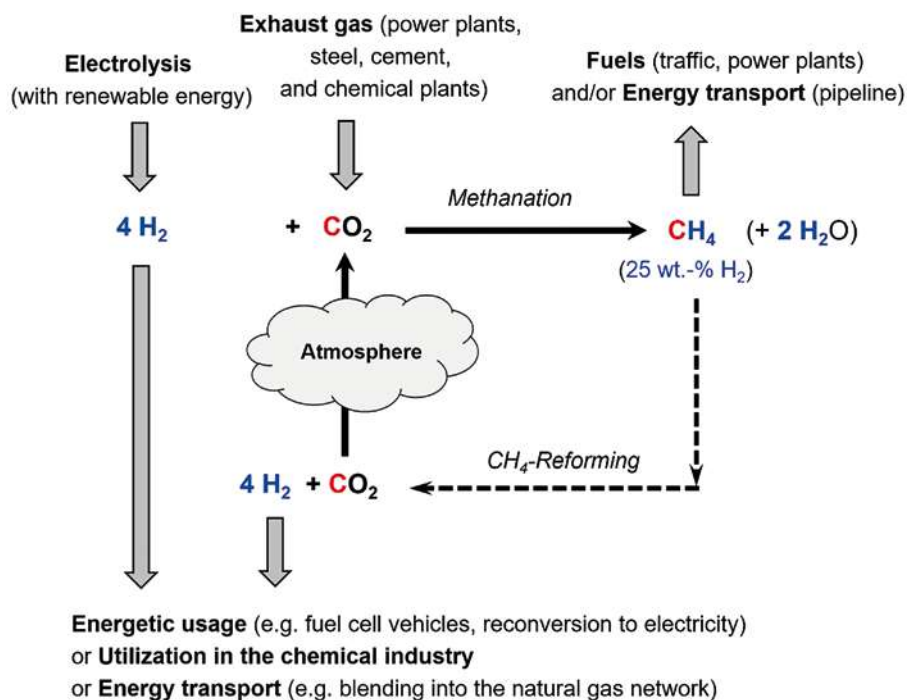 Electrolysis
(with renewable energy)
Exhaust gas (power plants,
steel, cement,
and chemical plants)
Fuels (traffic, power plants)
and/or Energy transport (pipeline)
4 H₂ + CO₂
Methanation
CH₄ (+ 2 H₂O)
(25 wt.-% H₂)
Atmosphere
CH₄-Reforming
4 H₂ + CO₂
Energetic usage (e.g. fuel cell vehicles, reconversion to electricity)
or Utilization in the chemical industry
or Energy transport (e.g. blending into the natural gas network)